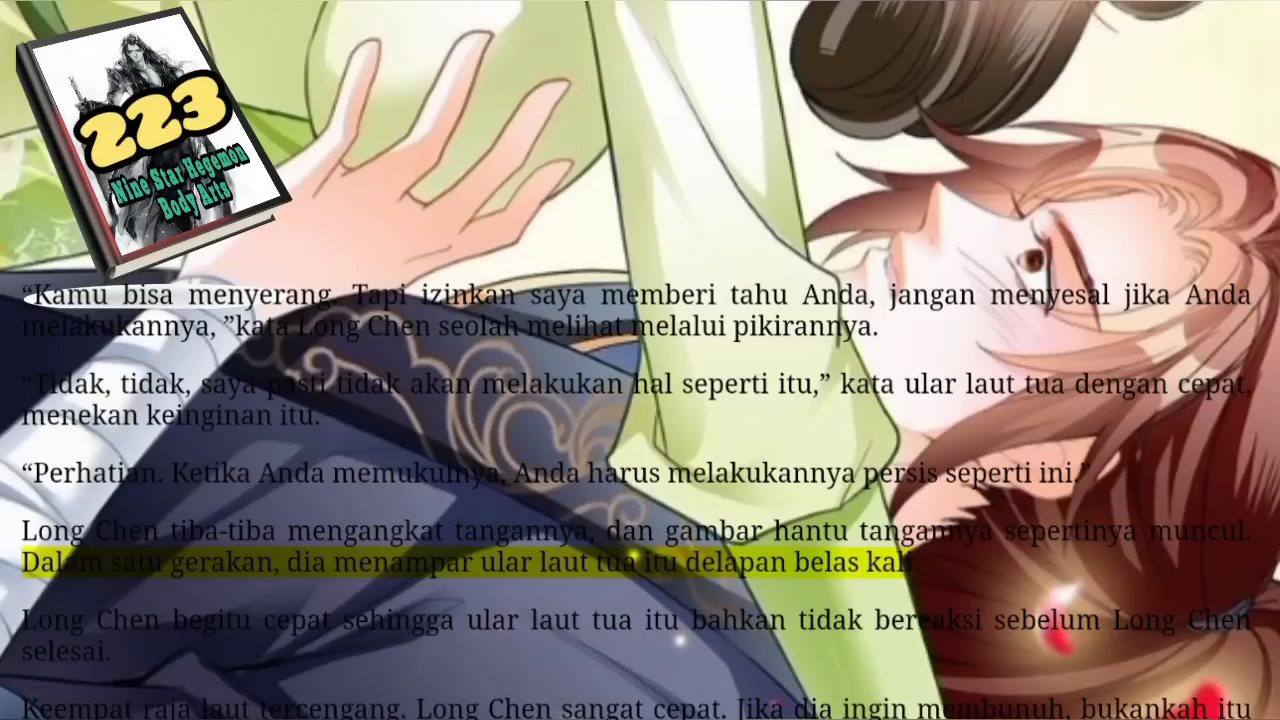 223
Nine Star Hegemon
Body Arts
“Kamu bisa menyerang. Tapi izinkan saya memberi tahu Anda, jangan menyesal jika Anda
melakukannya, ”kata Long Chen seolah melihat melalui pikirannya.
“Tidak, tidak, saya pasti tidak akan melakukan hal seperti itu,” kata ular laut tua dengan cepat,
menekan keinginan itu.
“Perhatian. Ketika Anda memukulnya, Anda harus melakukannya persis seperti ini.”
Long Chen tiba-tiba mengangkat tangannya, dan gambar hantu tangannya sepertinya muncul.
Dalam satu gerakan, dia menampar ular laut tua itu delapan belas kali.
Long Chen begitu cepat sehingga ular laut tua itu bahkan tidak bereaksi sebelum Long Chen
selesai.
Keempat raja laut tercengang. Long Chen sangat cepat. Jika dia ingin membunuh, bukankah itu